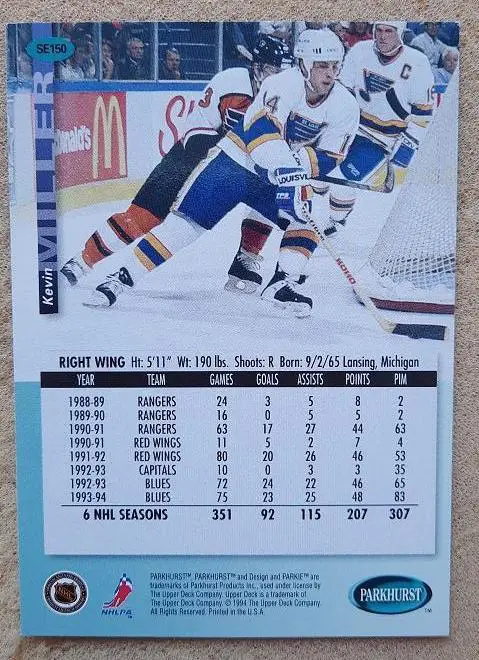 SE150
Kevin MILLER
McDonald's
3
14
C
LOUISVILLE
KOHO
RIGHT WING Ht: 5'11" Wt: 190 lbs. Shoots: R Born: 9/2/65 Lansing, Michigan
YEAR TEAM GAMES GOALS ASSISTS POINTS PIM
1988-89 RANGERS 24 3 5 8 2
1989-90 RANGERS 16 0 5 5 2
1990-91 RANGERS 63 17 27 44 63
1990-91 RED WINGS 11 5 2 7 4
1991-92 RED WINGS 80 20 26 46 53
1992-93 CAPITALS 10 0 3 3 35
1992-93 BLUES 72 24 22 46 65
1993-94 BLUES 75 23 25 48 83
6 NHL SEASONS 351 92 115 207 307
PARKHURST™, PARKHURST™ and Design and PARKIE™ are
trademarks of Parkhurst Products Inc., used under license by
The Upper Deck Company. Upper Deck is a trademark of
The Upper Deck Company. © 1994 The Upper Deck Company.
All Rights Reserved. Printed in the U.S.A.
NHL
NHLPA
PARKHURST™